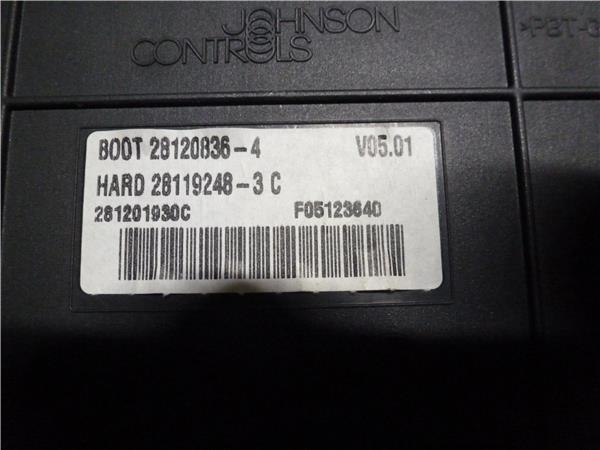 JOHNSON
CONTROLS
>PBT-G
BOOT 28120836-4 V05.01
HARD 28119248-3 C
281201930C F05123640